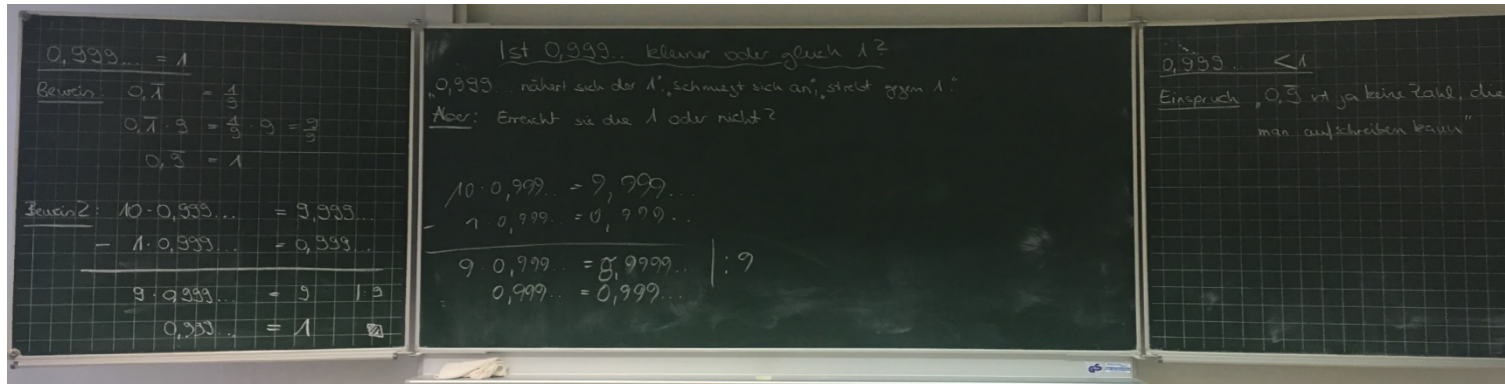 0,999... = 1
Beweis: 0,1̅ = 1/9
0,1̅ · 9 = 1/9 · 9 = 9/9
0,9̅ = 1
Beweis 2: 10 · 0,999... = 9,999...
- 1 · 0,999... = 0,999...
9 · 0,999... = 9 | : 9
0,999... = 1
Ist 0,999... kleiner oder gleich 1?
„0,999... nähert sich der 1“, „schmiegt sich an“, „strebt gegen 1“.
Aber: Erreicht sie die 1 oder nicht?
10 · 0,999... = 9,999...
- 1 · 0,999... = 0,999...
9 · 0,999... = 8,9999... | : 9
= 0,999... = 0,999...
0,999... < 1
Einspruch „0,9̅ ist ja keine Zahl, die
man aufschreiben kann“
GS